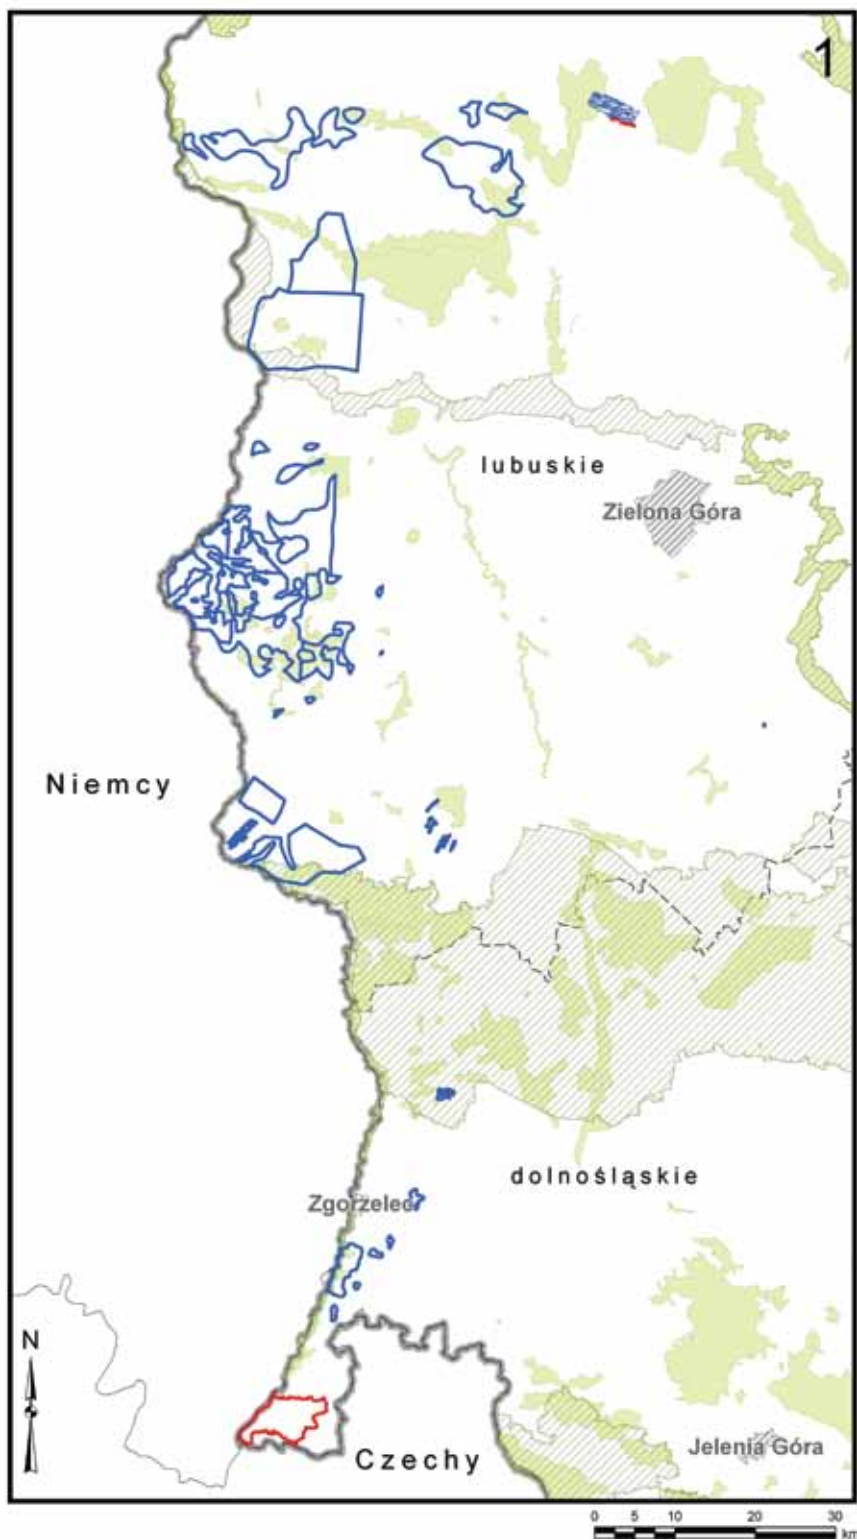 1
lubuskie
Zielona Góra
Niemcy
dolnośląskie
Zgorzelec
N
Czechy
Jelenia Góra
0 5 10 20 30
km